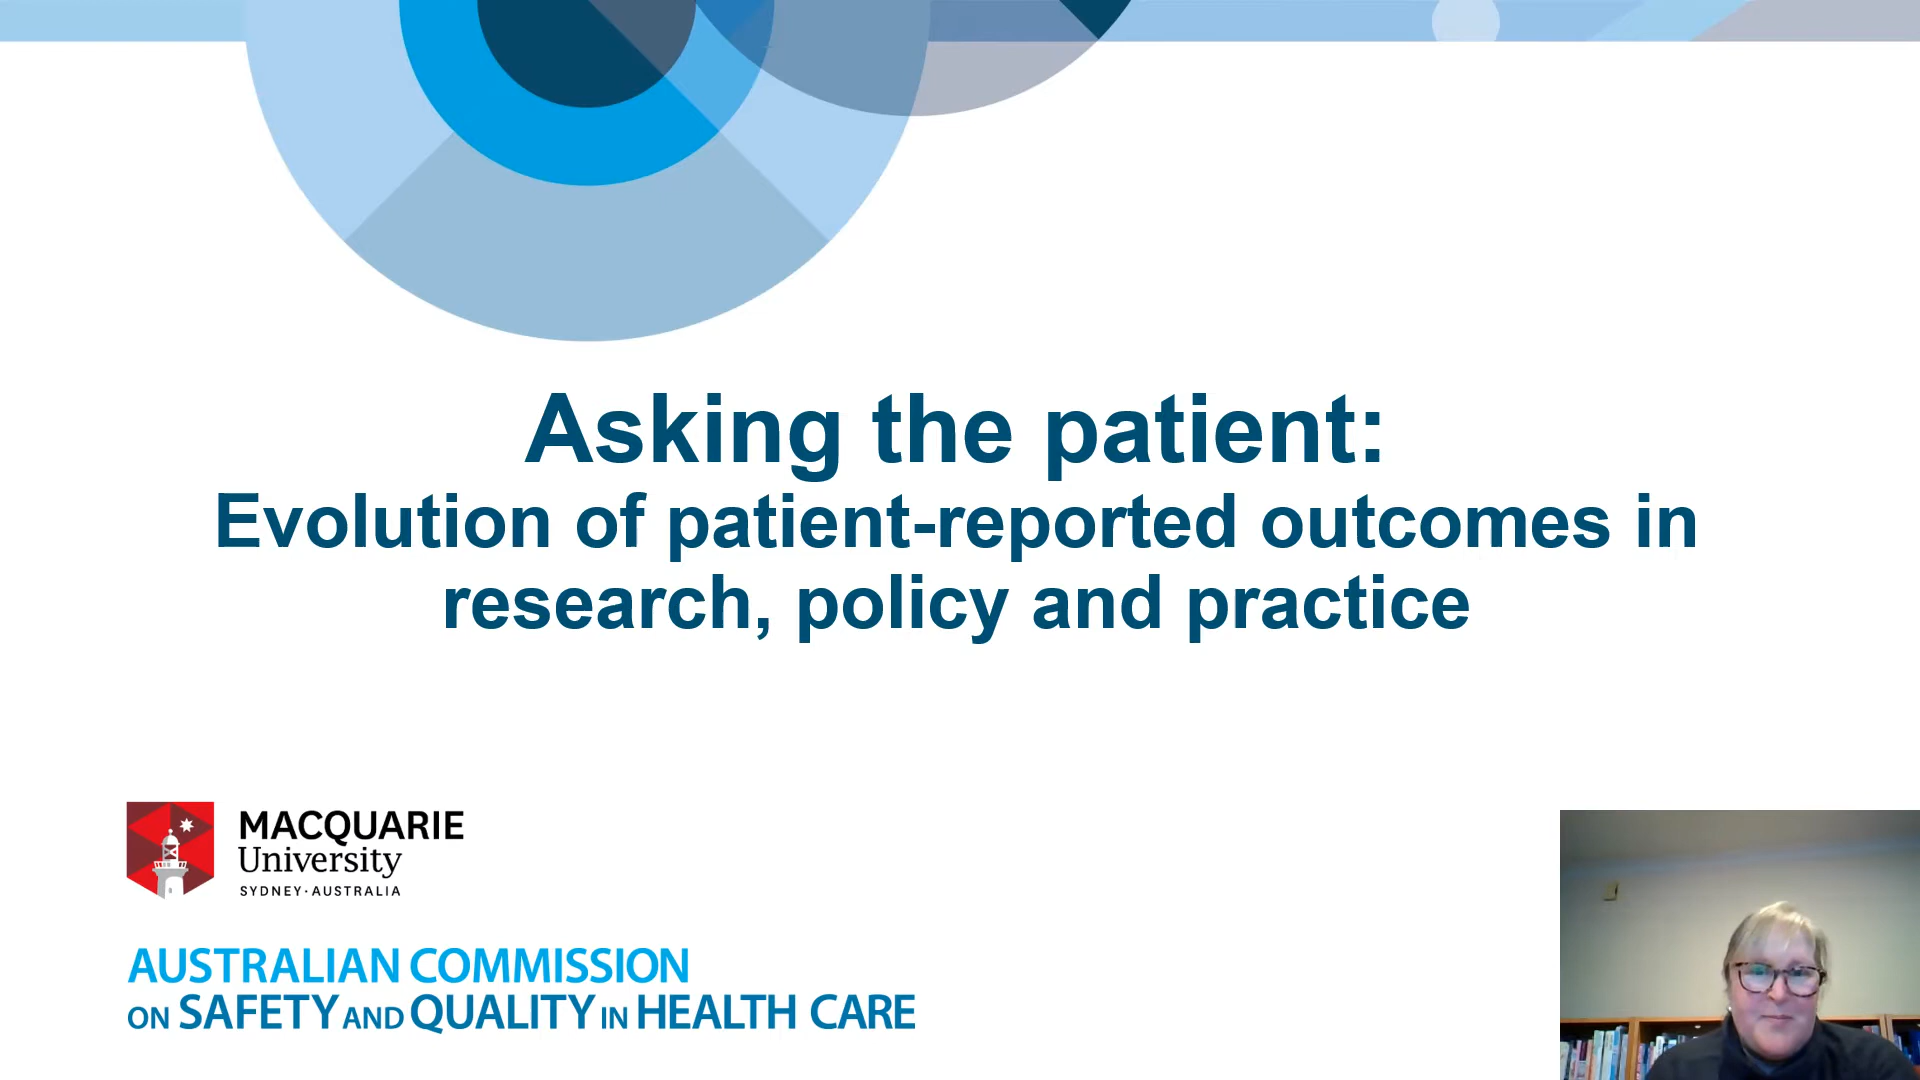 Asking the patient:
Evolution of patient-reported outcomes in
research, policy and practice
MACQUARIE
University
SYDNEY·AUSTRALIA
AUSTRALIAN COMMISSION
ON SAFETY AND QUALITY IN HEALTH CARE